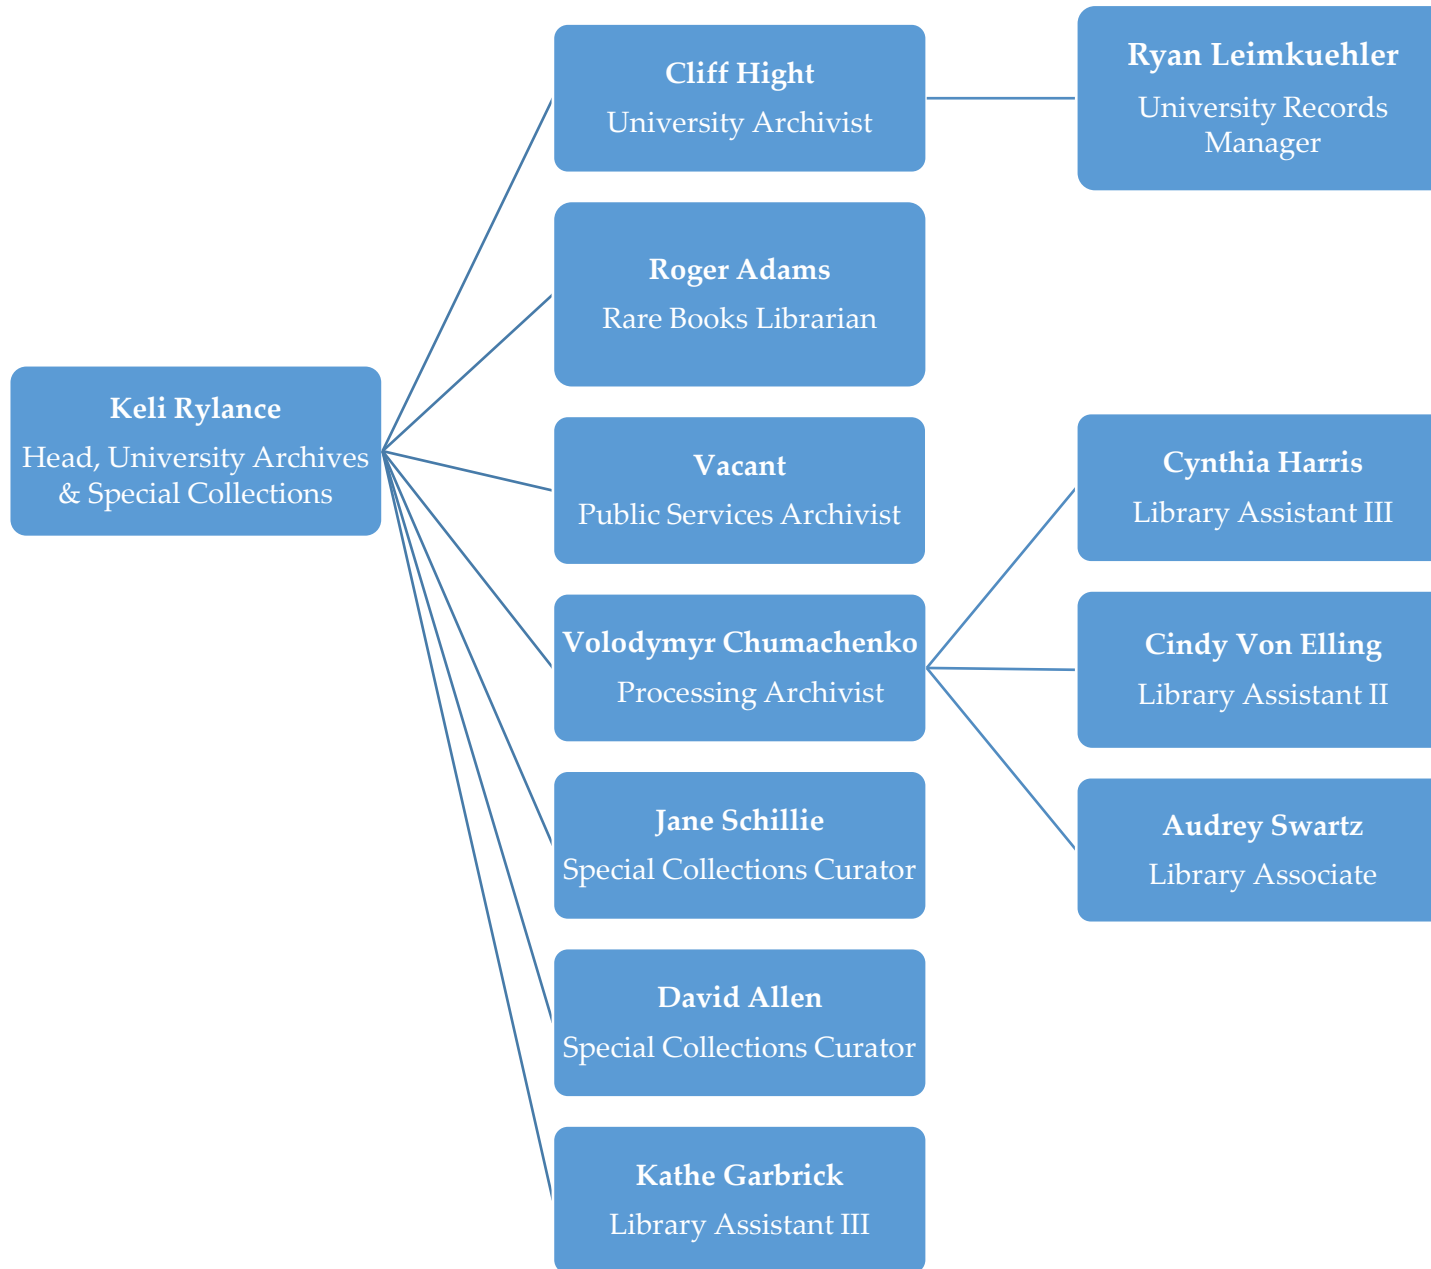 Keli Rylance
Head, University Archives
& Special Collections
Cliff Hight
University Archivist
Ryan Leimkuehler
University Records
Manager
Roger Adams
Rare Books Librarian
Vacant
Public Services Archivist
Volodymyr Chumachenko
Processing Archivist
Cynthia Harris
Library Assistant III
Cindy Von Elling
Library Assistant II
Audrey Swartz
Library Associate
Jane Schillie
Special Collections Curator
David Allen
Special Collections Curator
Kathe Garbrick
Library Assistant III